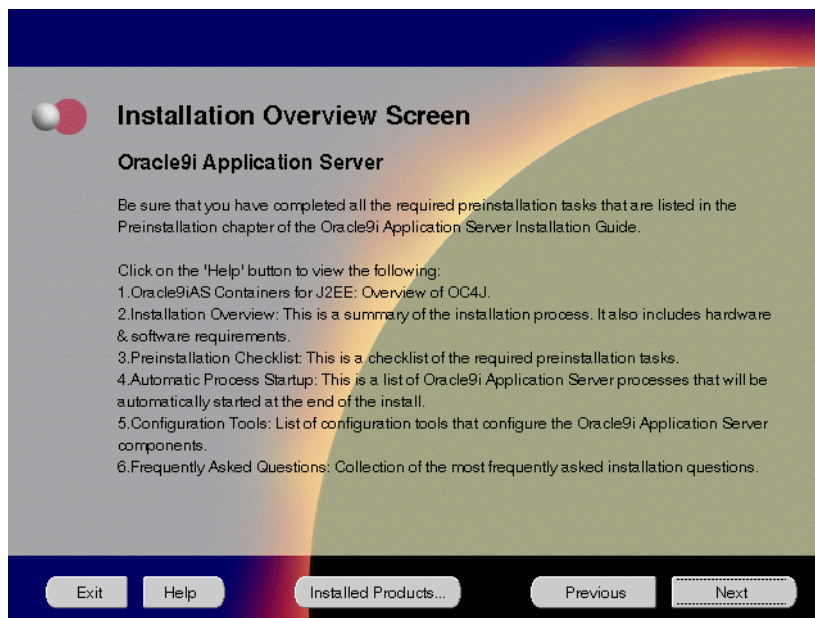 Installation Overview Screen
Oracle9i Application Server
Be sure that you have completed all the required preinstallation tasks that are listed in the
Preinstallation chapter of the Oracle9i Application Server Installation Guide.
Click on the 'Help' button to view the following:
1.Oracle9iAS Containers for J2EE: Overview of OC4J.
2.Installation Overview: This is a summary of the installation process. It also includes hardware
& software requirements.
3.Preinstallation Checklist: This is a checklist of the required preinstallation tasks.
4.Automatic Process Startup: This is a list of Oracle9i Application Server processes that will be
automatically started at the end of the install.
5.Configuration Tools: List of configuration tools that configure the Oracle9i Application Server
components.
6.Frequently Asked Questions: Collection of the most frequently asked installation questions.
Exit
Help
Installed Products...
Previous
Next